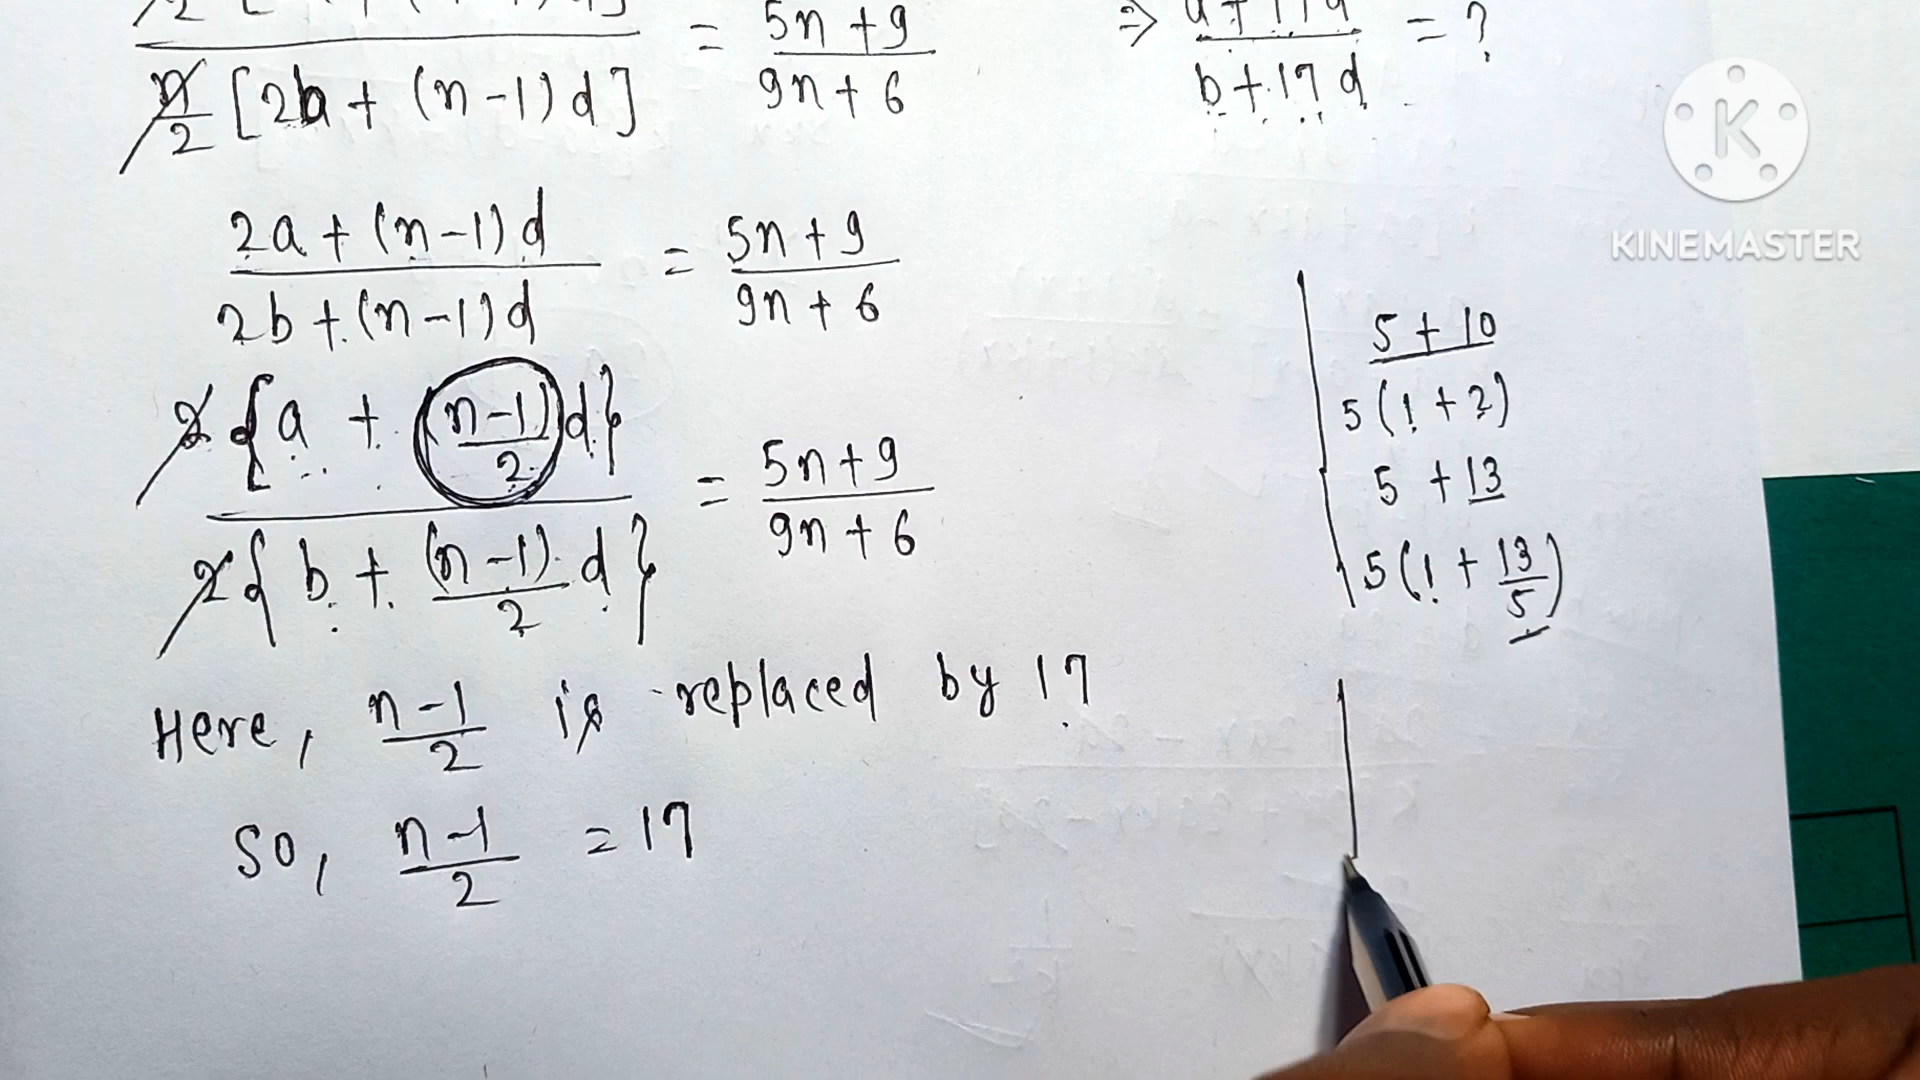 = 5n + 9 / 9n + 6
n/2 [2b + (n - 1) d]
⇒ a + 17d / b + 17d = ?
2a + (n - 1) d / 2b + (n - 1) d = 5n + 9 / 9n + 6
2 { a + (n - 1)/2 d } / 2 { b + (n - 1)/2 d } = 5n + 9 / 9n + 6
Here, n - 1 / 2 is replaced by 17
So, n - 1 / 2 = 17
5 + 10
5 ( 1 + 2 )
5 + 13
5 ( 1 + 13/5 )
K
KINEMASTER